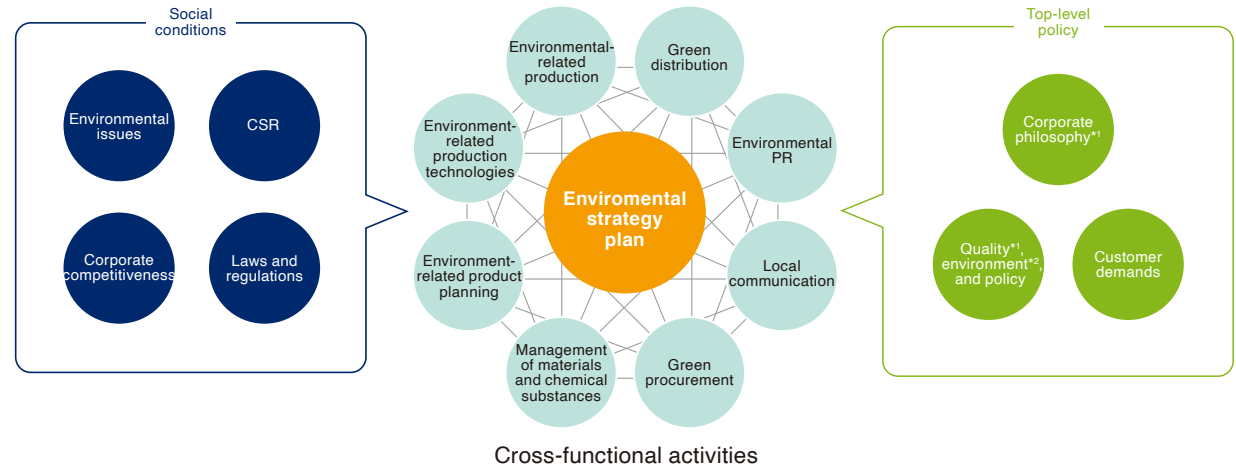 Social
conditions
Environmental
issues
CSR
Corporate
competitiveness
Laws and
regulations
Environmental-
related
production
Green
distribution
Environment-
related
production
technologies
Environmental
PR
Enviromental
strategy
plan
Environment-
related product
planning
Local
communication
Management
of materials
and chemical
substances
Green
procurement
Cross-functional activities
Top-level
policy
Corporate
philosophy*1
Quality*1,
environment*2,
and policy
Customer
demands